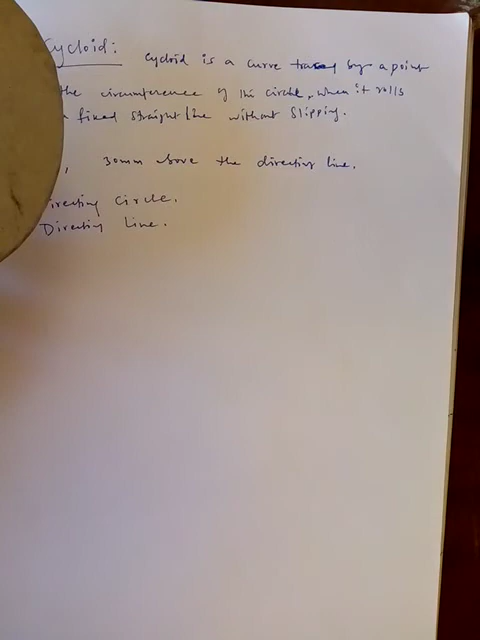 Cycloid: Cycloid is a curve traced by a point
the circumference of the circle, when it rolls
fixed straight line without slipping.
, 30mm above the directing line.
irecting Circle.
Directing Line.